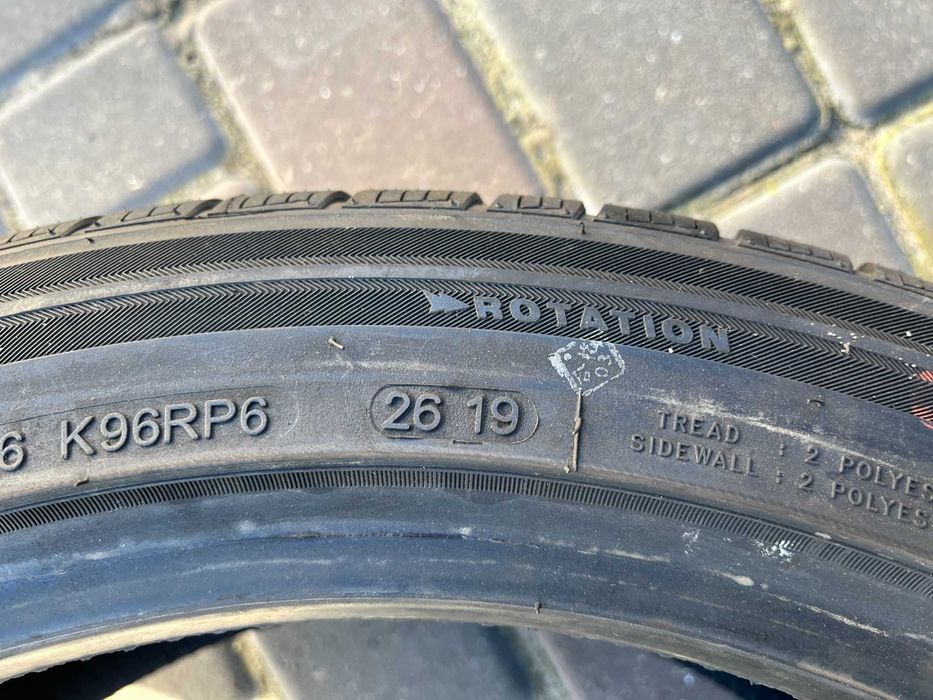 ROTATION
6 K96RP6
26 19
TREAD : 2 POLYES
SIDEWALL : 2 POLYES